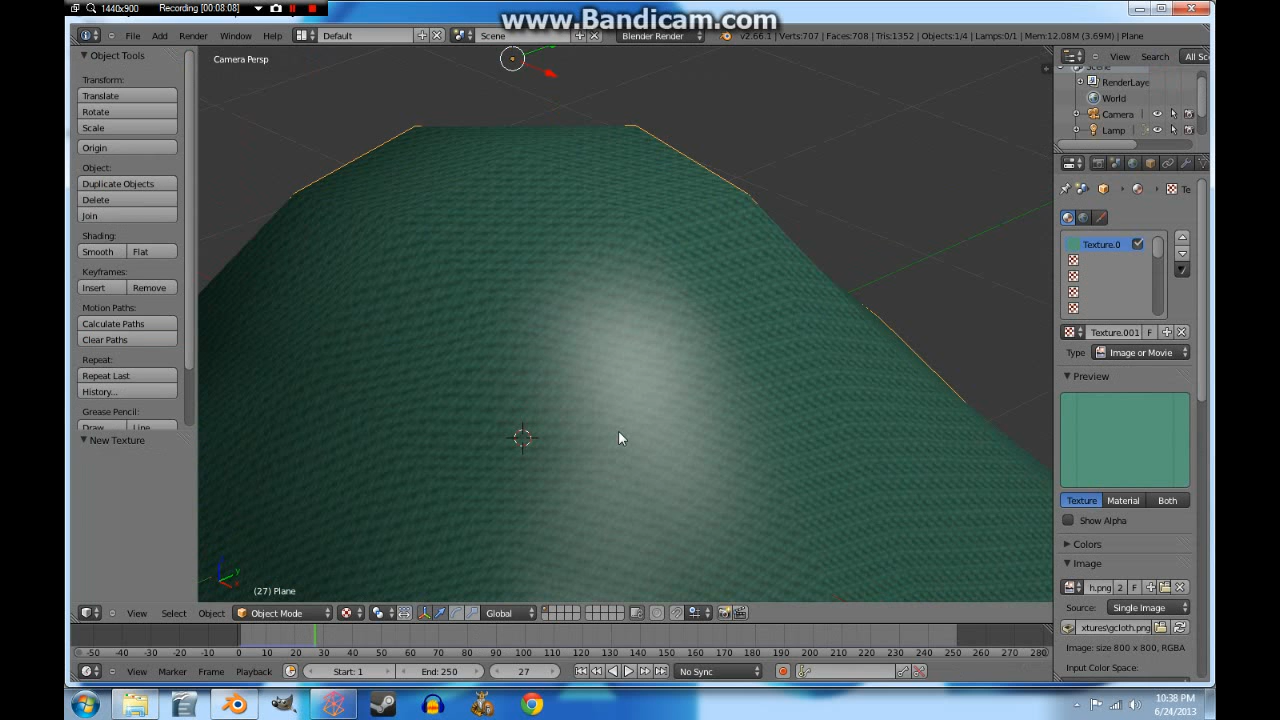 www.Bandicam.com
1440x900 Recording [00:08:08]
File Add Render Window Help Default Scene Blender Render v2.66.1 | Verts:707 | Faces:708 | Tris:1352 | Objects:1/4 | Lamps:0/1 | Mem:12.08M (3.69M) | Plane
Object Tools
Transform:
Translate
Rotate
Scale
Origin
Object:
Duplicate Objects
Delete
Join
Shading:
Smooth Flat
Keyframes:
Insert Remove
Motion Paths:
Calculate Paths
Clear Paths
Repeat:
Repeat Last
History...
Grease Pencil:
Draw Line
New Texture
Camera Persp
(27) Plane
View Search All Sc
Scene
RenderLaye
World
Camera
Lamp
Te
Texture.0
Texture.001 F
Type Image or Movie
Preview
Texture Material Both
Show Alpha
Colors
Image
h.png 2 F
Source: Single Image
xtures\gcloth.png
Image: size 800 x 800, RGBA
Input Color Space:
View Select Object Object Mode Global
-50 -40 -30 -20 -10 0 10 20 30 40 50 60 70 80 90 100 110 120 130 140 150 160 170 180 190 200 210 220 230 240 250 260 270 280
View Marker Frame Playback Start: 1 End: 250 27 No Sync
10:38 PM
6/24/2013